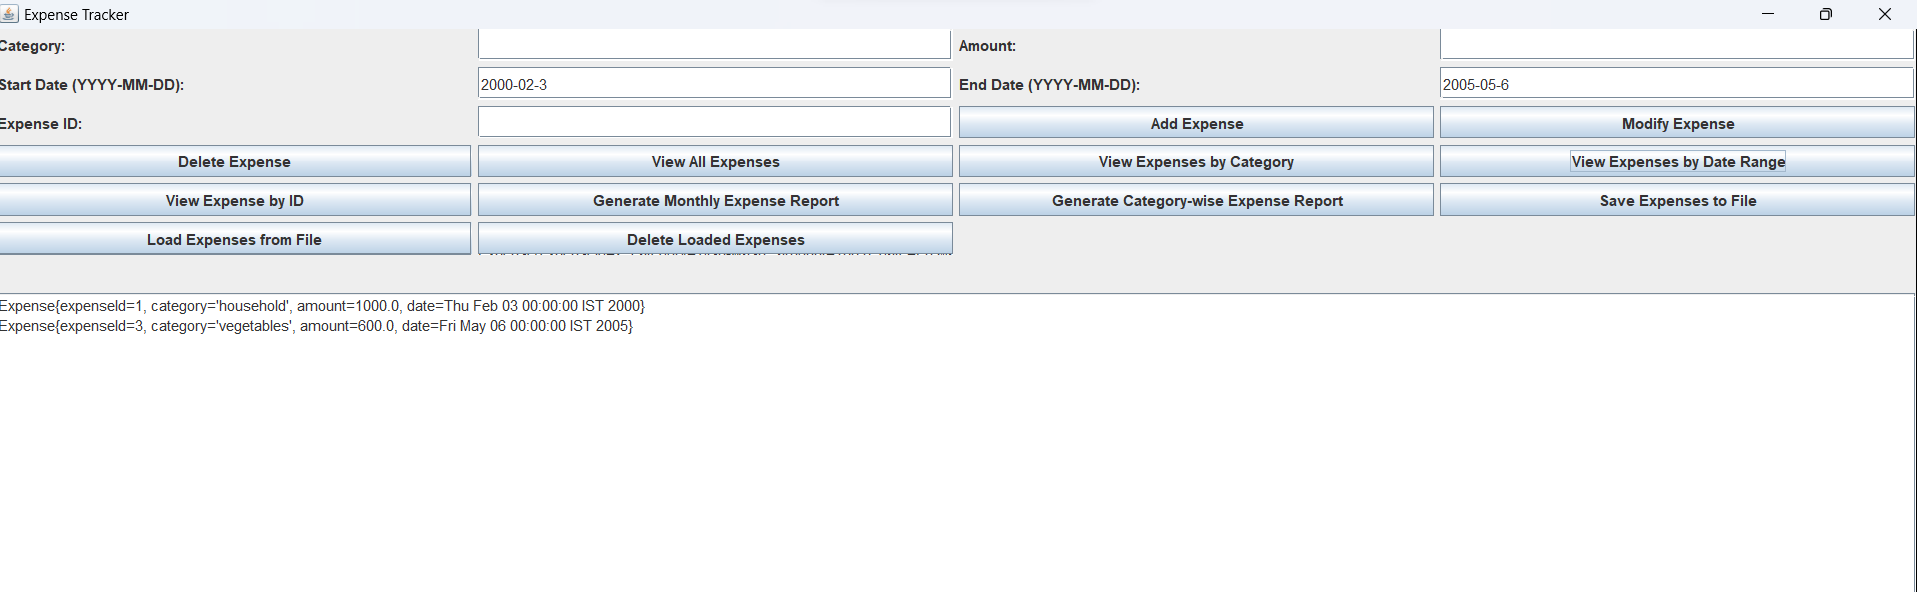 Expense Tracker
Category: Amount:
Start Date (YYYY-MM-DD): 2000-02-3 End Date (YYYY-MM-DD): 2005-05-6
Expense ID: Add Expense Modify Expense
Delete Expense View All Expenses View Expenses by Category View Expenses by Date Range
View Expense by ID Generate Monthly Expense Report Generate Category-wise Expense Report Save Expenses to File
Load Expenses from File Delete Loaded Expenses
Expense{expenseId=1, category='household', amount=1000.0, date=Thu Feb 03 00:00:00 IST 2000}
Expense{expenseId=3, category='vegetables', amount=600.0, date=Fri May 06 00:00:00 IST 2005}